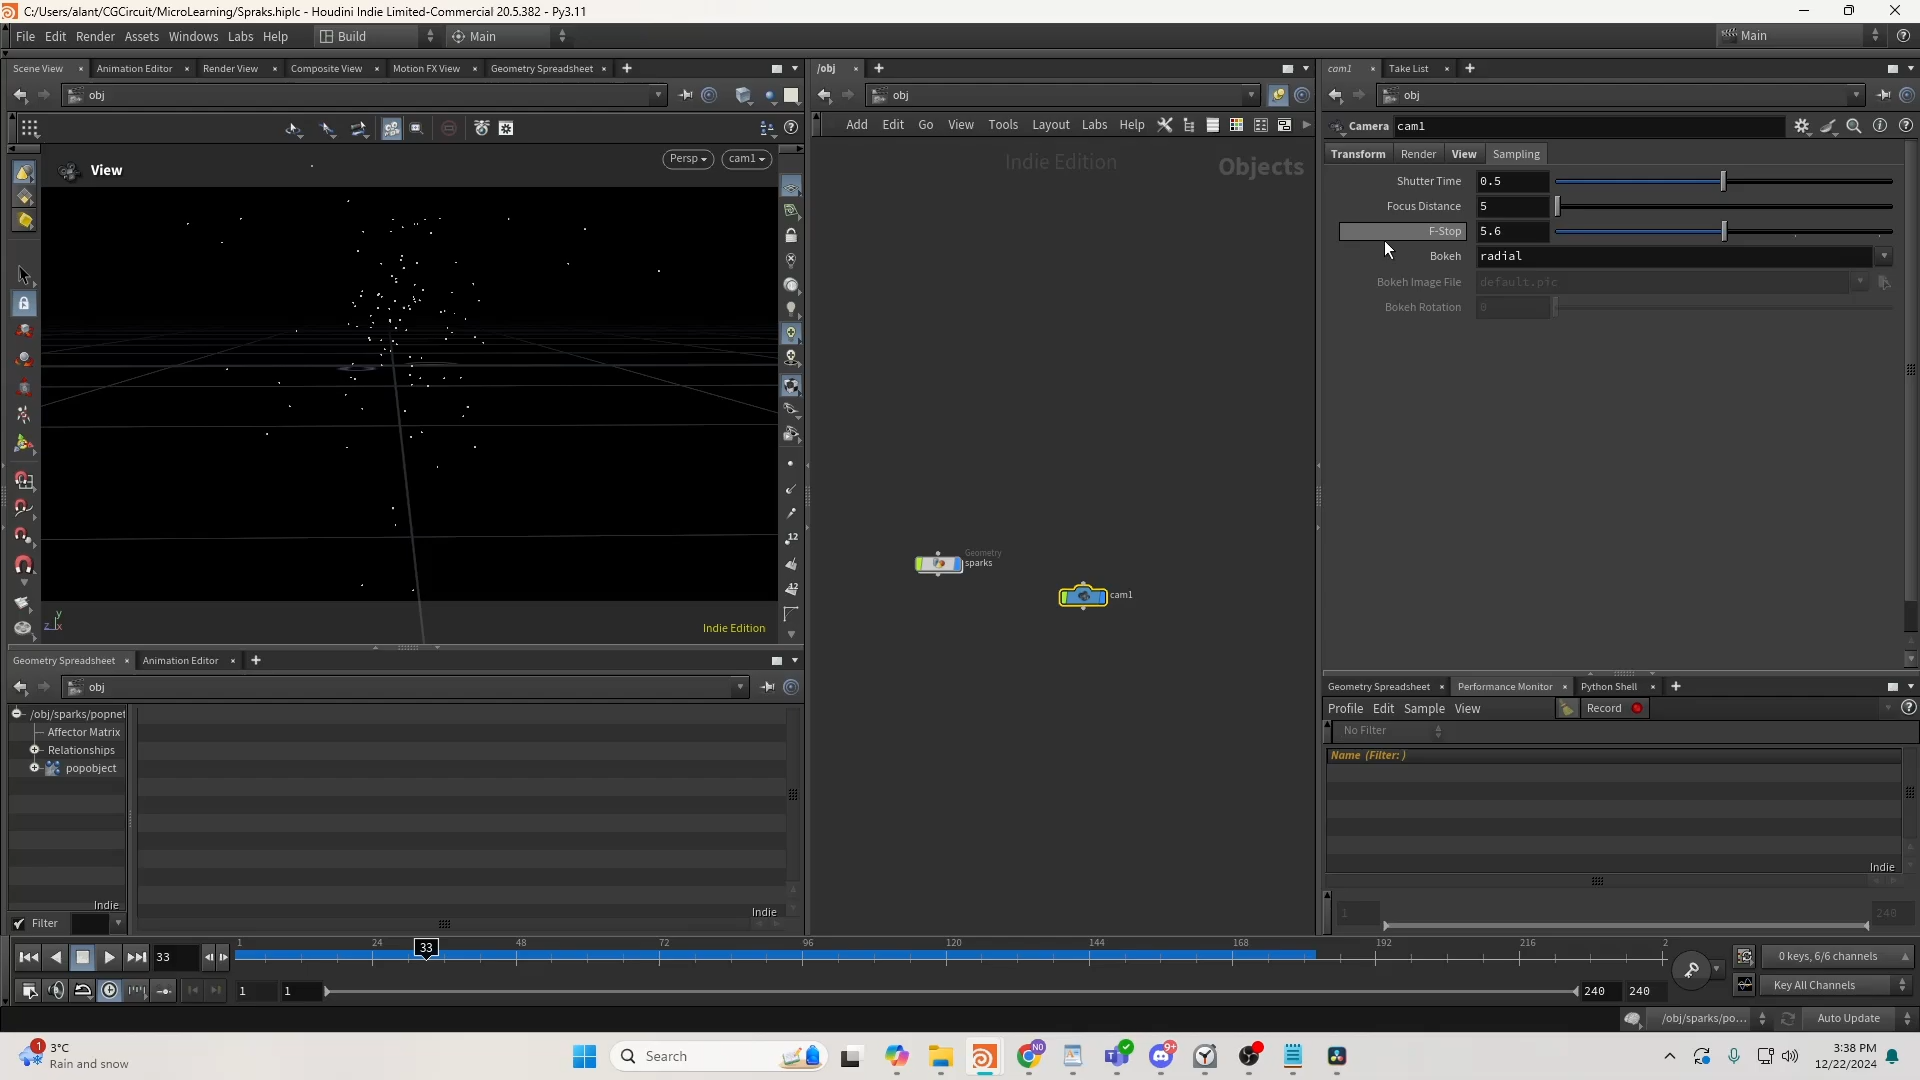 C:/Users/alant/CGCircuit/MicroLearning/Spraks.hiplc - Houdini Indie Limited-Commercial 20.5.382 - Py3.11
File Edit Render Assets Windows Labs Help Build Main Main
Scene View Animation Editor Render View Composite View Motion FX View Geometry Spreadsheet
obj
View
Persp
cam1
Indie Edition
/obj
obj
Add Edit Go View Tools Layout Labs Help
Indie Edition
Objects
Geometry
sparks
cam1
cam1 Take List
obj
Camera cam1
Transform Render View Sampling
Shutter Time 0.5
Focus Distance 5
F-Stop 5.6
Bokeh radial
Bokeh Image File default.pic
Bokeh Rotation 0
Geometry Spreadsheet Animation Editor
obj
/obj/sparks/popnet
Affector Matrix
Relationships
popobject
Indie
Filter
Indie
Geometry Spreadsheet Performance Monitor Python Shell
Profile Edit Sample View Record
No Filter
Name (Filter: )
Indie
1 240
33
1 24 33 48 72 96 120 144 168 192 216 2
0 keys, 6/6 channels
1 1 240 240
Key All Channels
/obj/sparks/po...
Auto Update
3°C
Rain and snow
1
Search
NO
9+
3:38 PM
12/22/2024